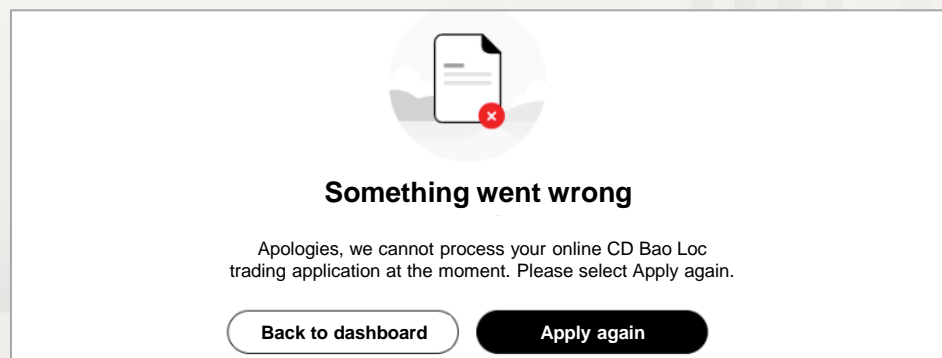 Something went wrong
Apologies, we cannot process your online CD Bao Loc
trading application at the moment. Please select Apply again.
Back to dashboard
Apply again